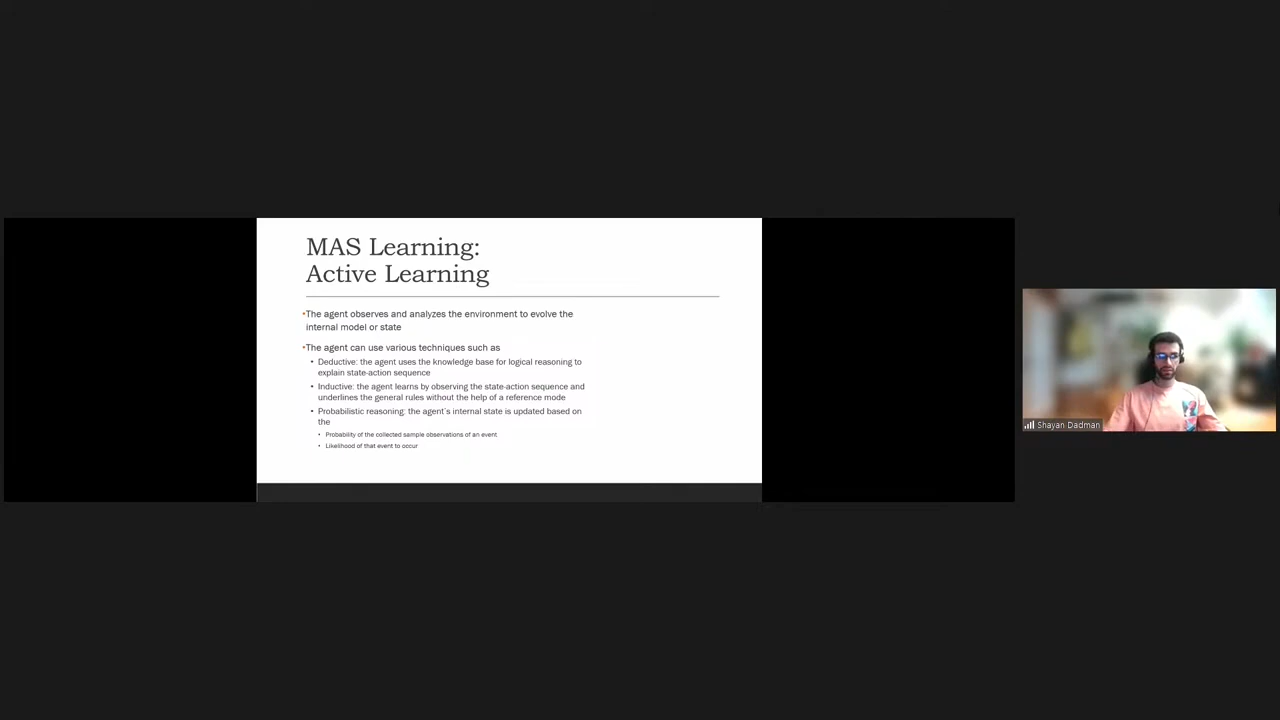 MAS Learning:
Active Learning
•The agent observes and analyzes the environment to evolve the
internal model or state
•The agent can use various techniques such as
• Deductive: the agent uses the knowledge base for logical reasoning to
explain state-action sequence
• Inductive: the agent learns by observing the state-action sequence and
underlines the general rules without the help of a reference mode
• Probabilistic reasoning: the agent´s internal state is updated based on
the
• Probability of the collected sample observations of an event
• Likelihood of that event to occur
Shayan Dadman